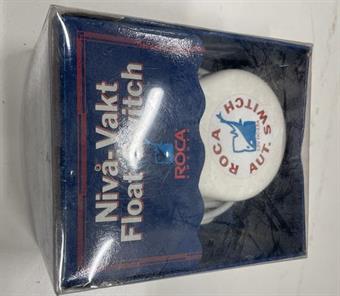 Nivå-Vakt
Float Switch
ROCA
ROCA AUT. SWITCH